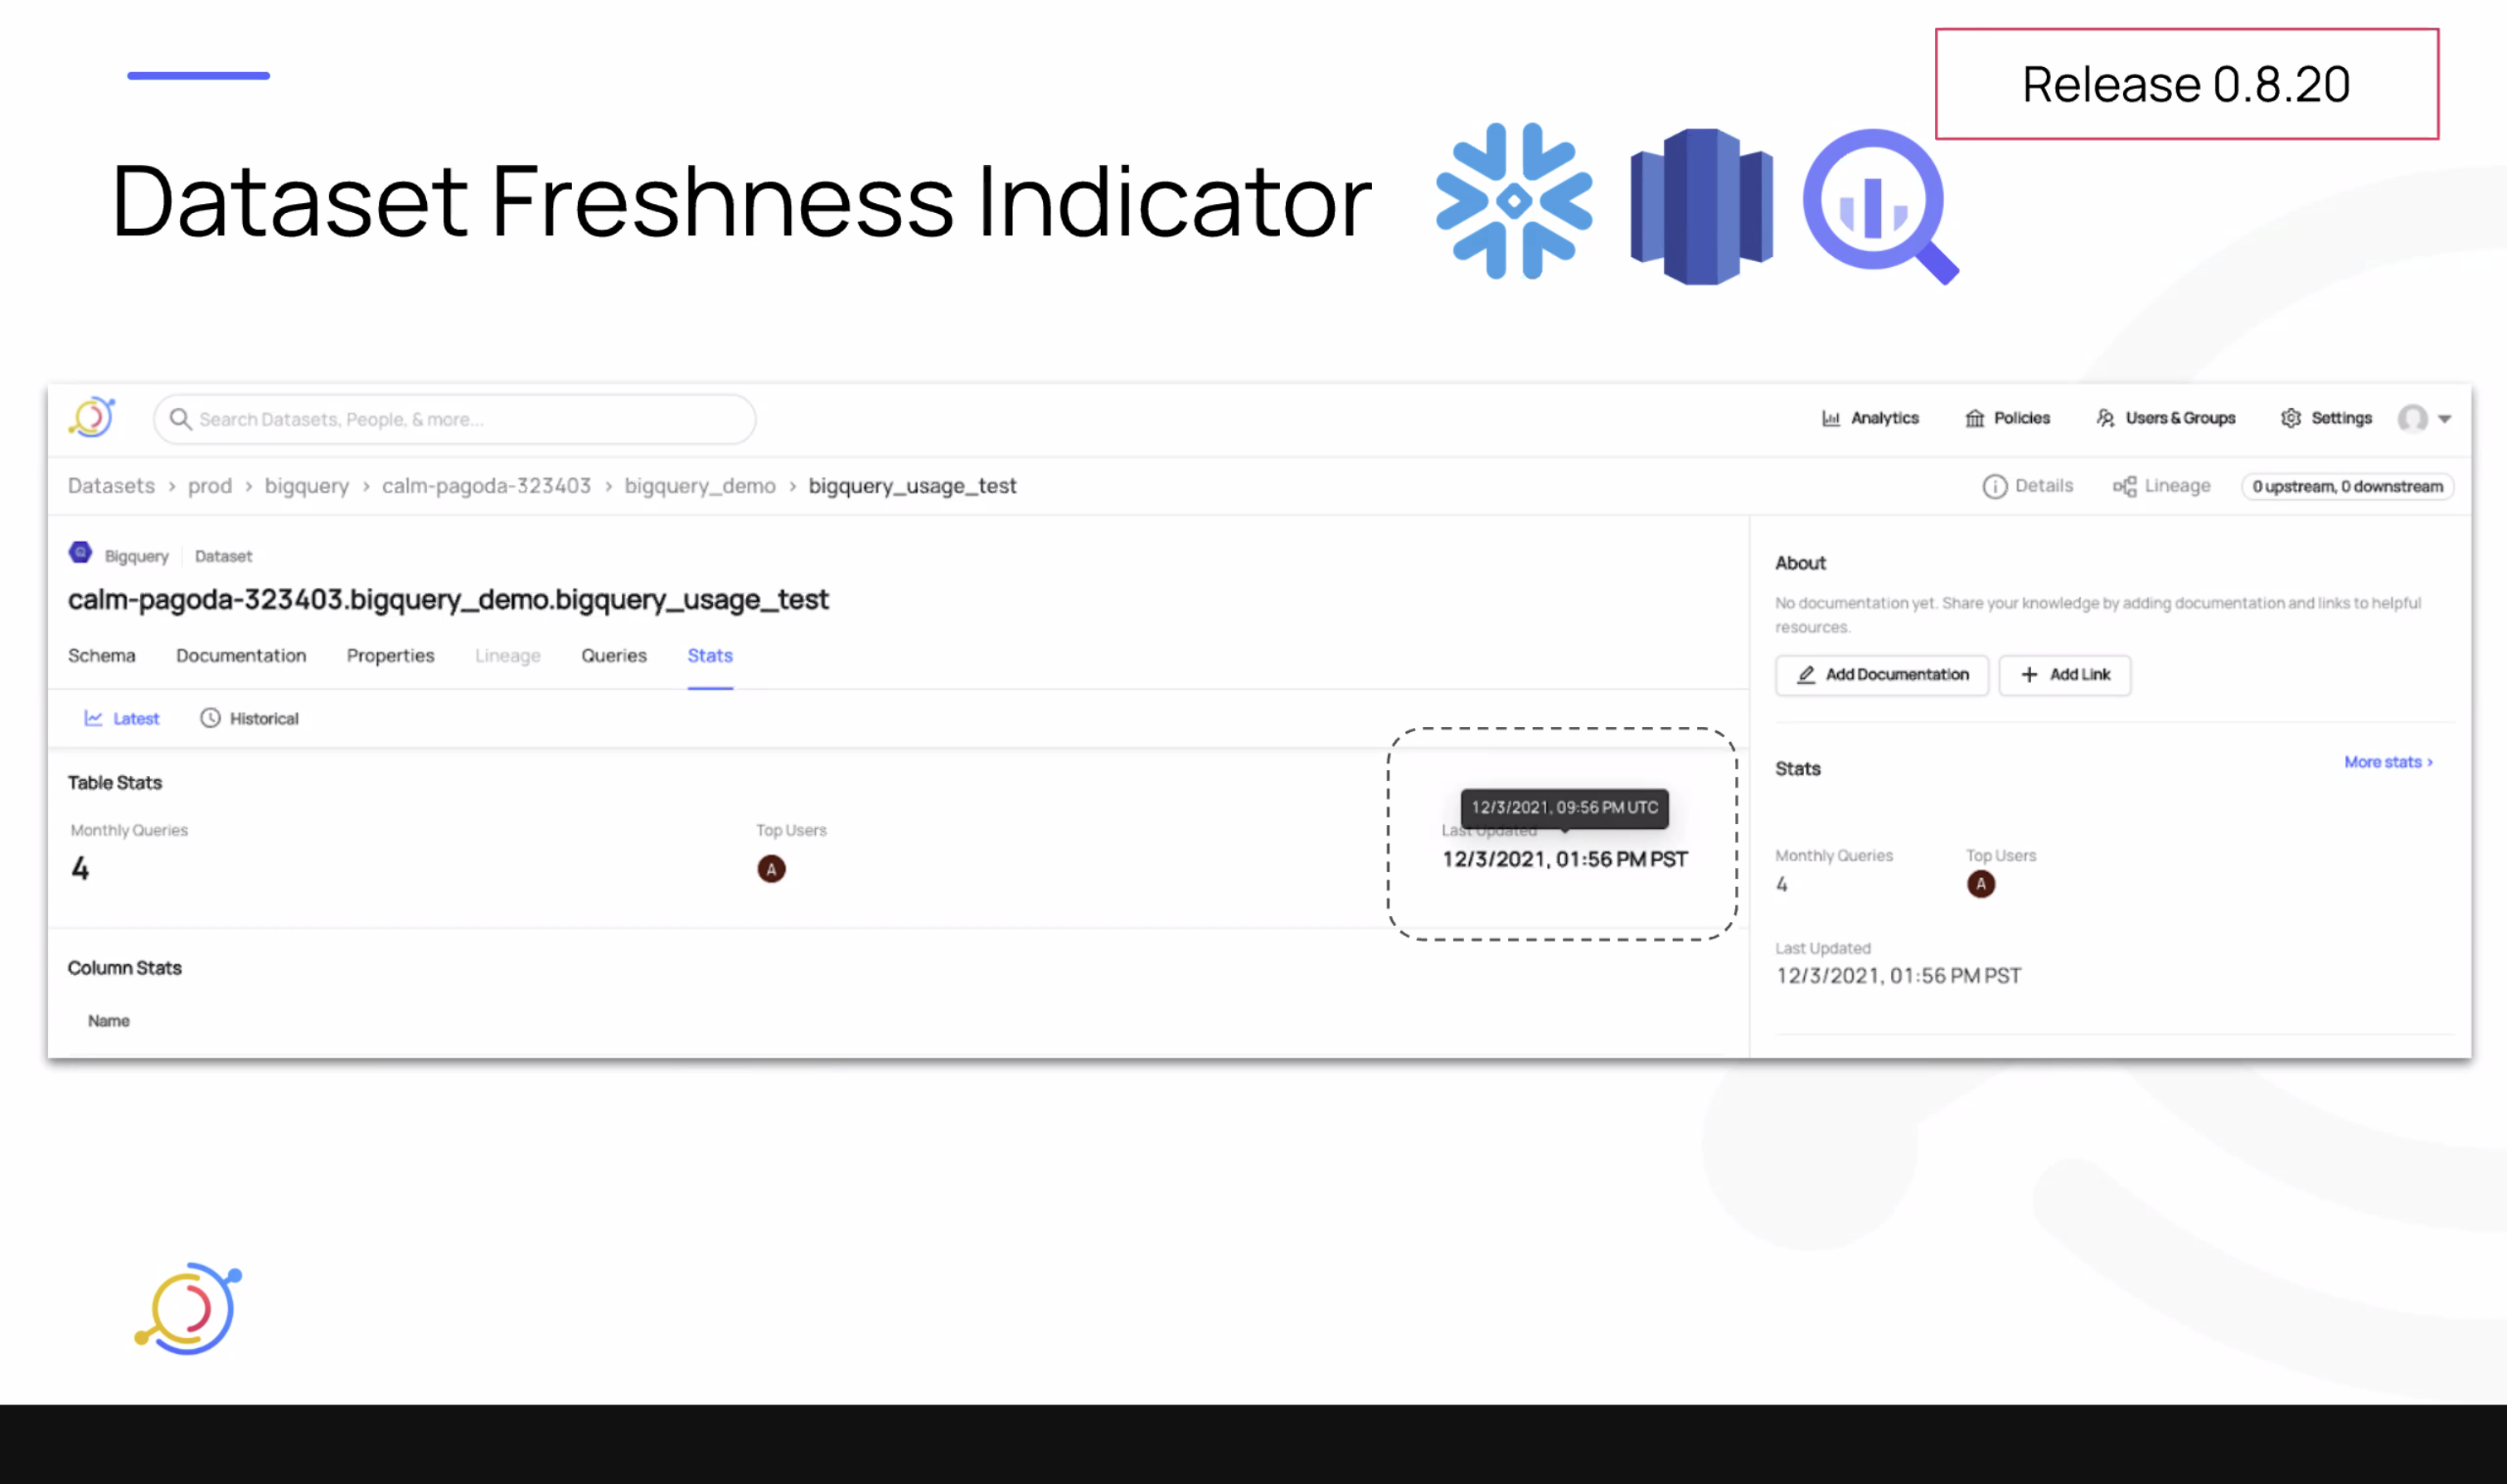 Release 0.8.20
Dataset Freshness Indicator
Search Datasets, People, & more...
Analytics
Policies
Users & Groups
Settings
Datasets > prod > bigquery > calm-pagoda-323403 > bigquery_demo > bigquery_usage_test
Details
Lineage
0 upstream, 0 downstream
Bigquery
Dataset
calm-pagoda-323403.bigquery_demo.bigquery_usage_test
Schema
Documentation
Properties
Lineage
Queries
Stats
Latest
Historical
Table Stats
Monthly Queries
4
Top Users
A
12/3/2021, 09:56 PM UTC
Last Updated
12/3/2021, 01:56 PM PST
Column Stats
Name
About
No documentation yet. Share your knowledge by adding documentation and links to helpful
resources.
Add Documentation
+ Add Link
Stats
More stats >
Monthly Queries
4
Top Users
A
Last Updated
12/3/2021, 01:56 PM PST